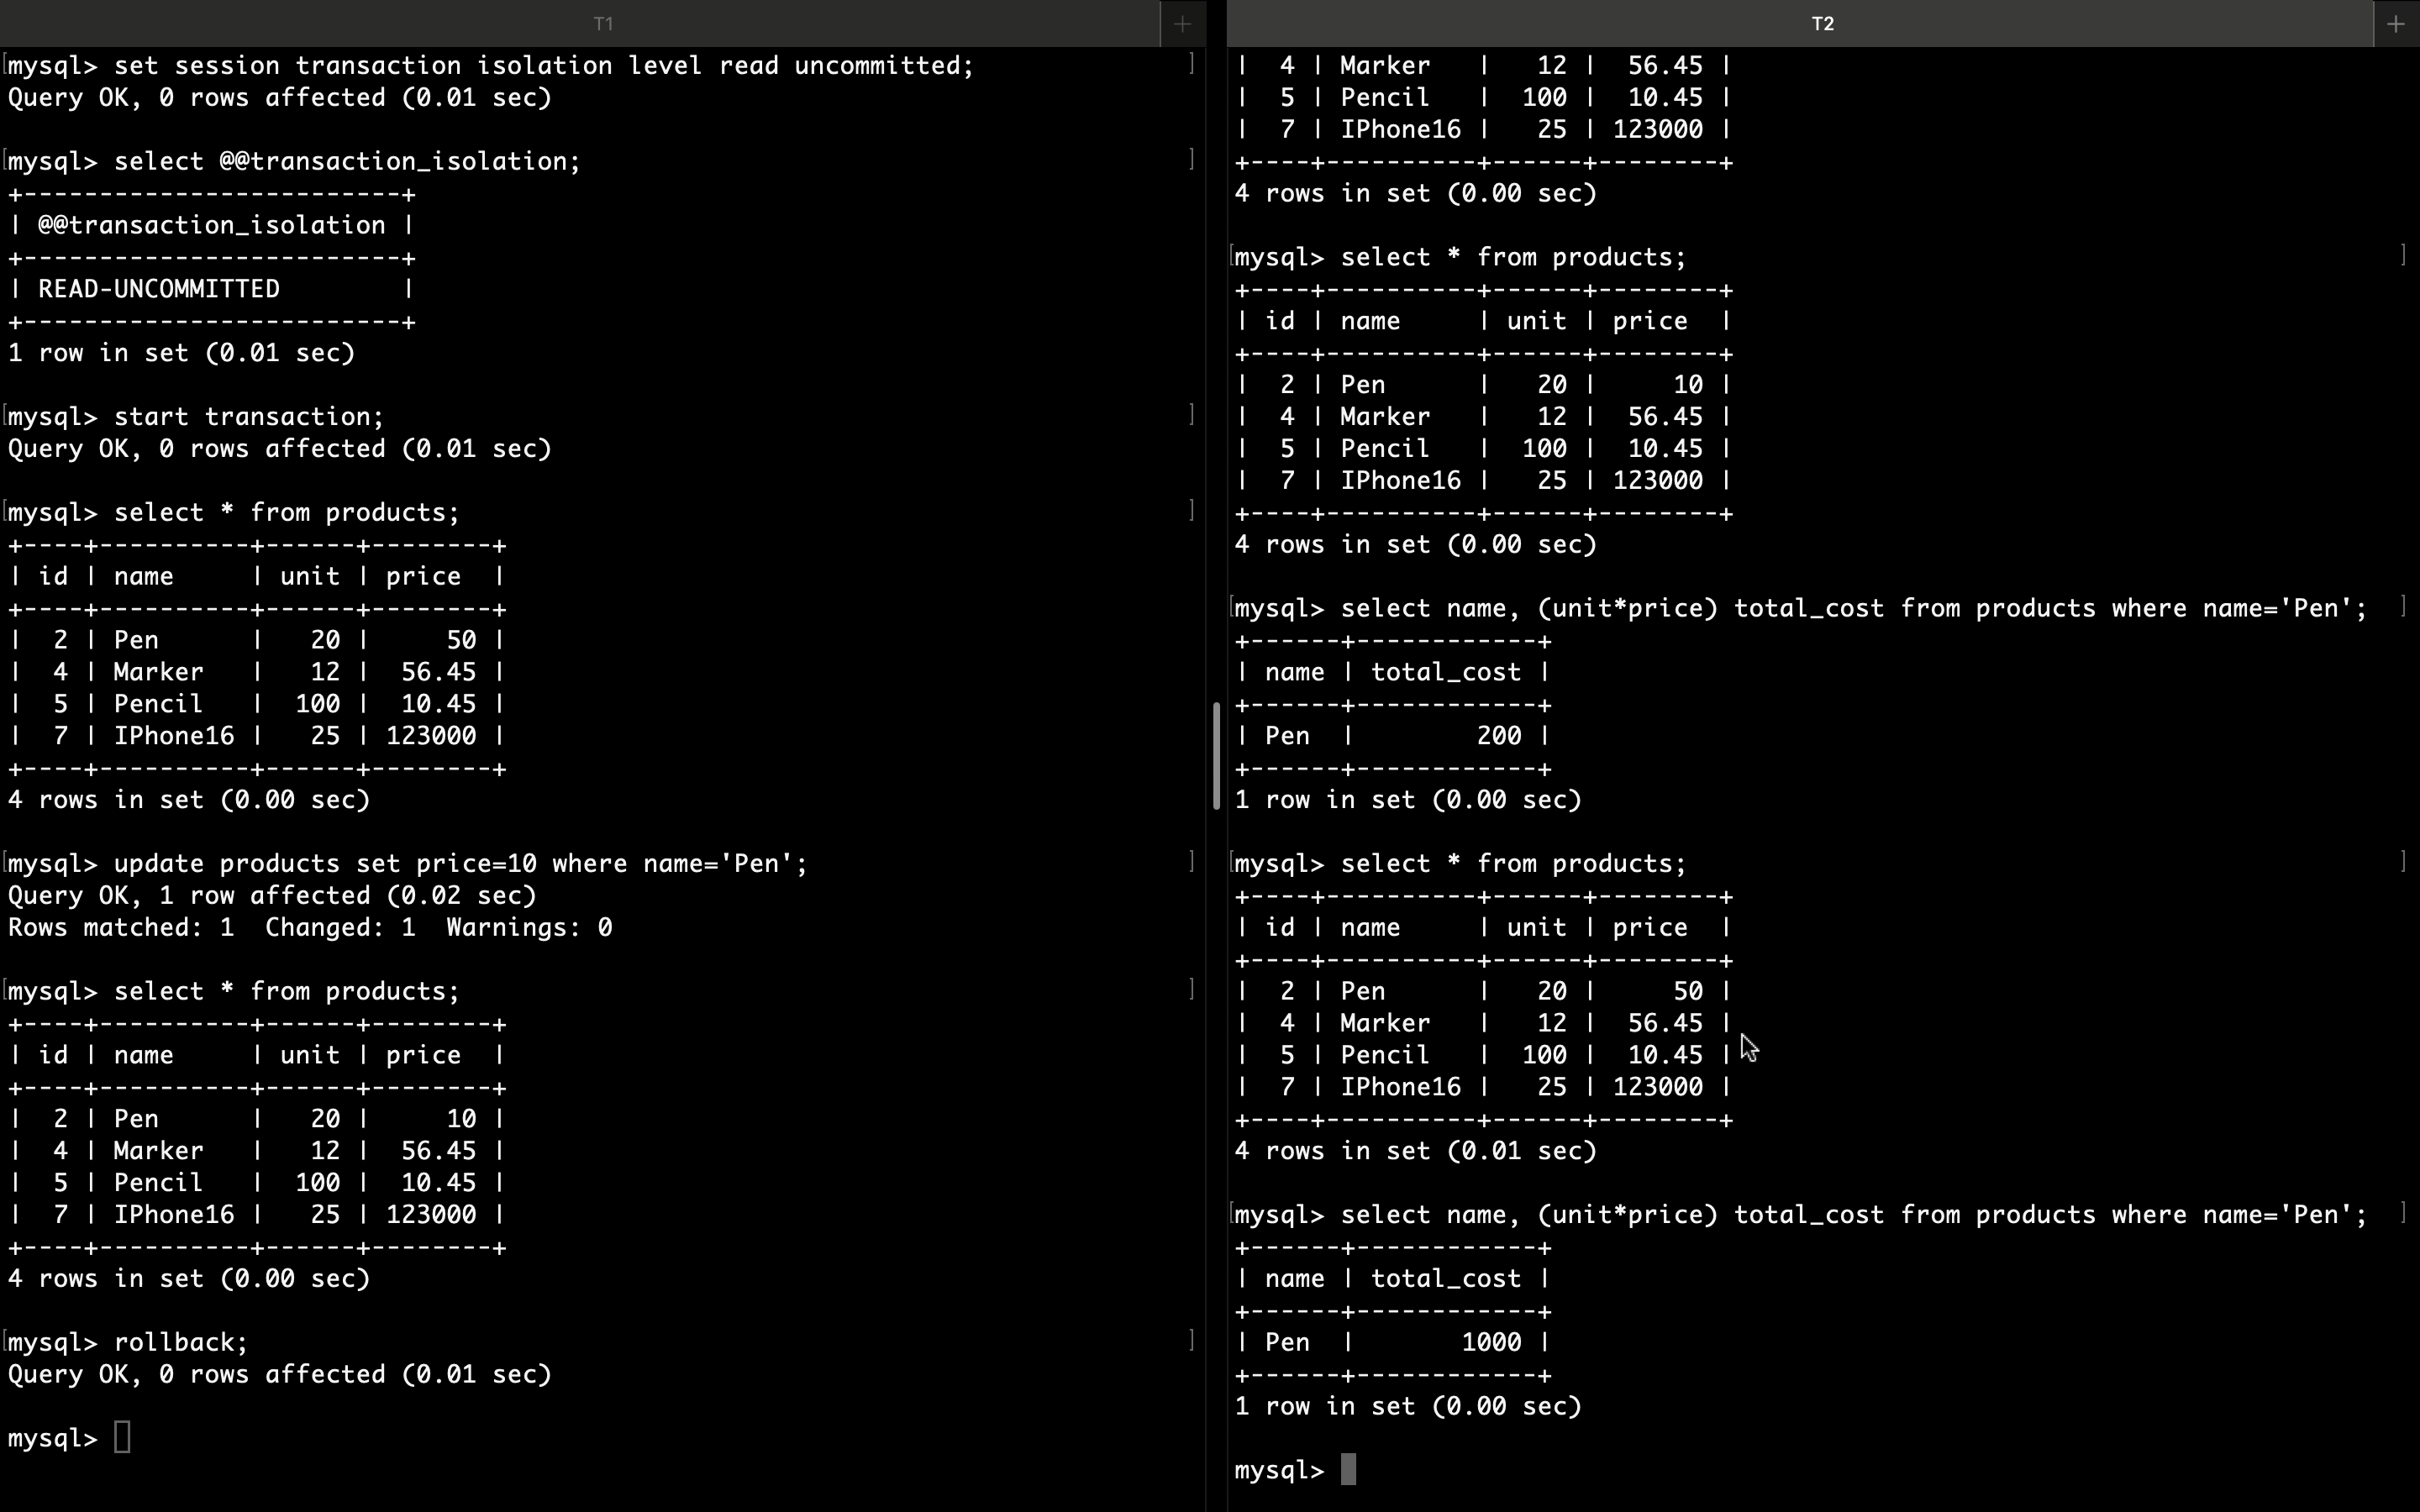 T1
mysql> set session transaction isolation level read uncommitted;
Query OK, 0 rows affected (0.01 sec)
mysql> select @@transaction_isolation;
+-------------------------+
| @@transaction_isolation |
+-------------------------+
| READ-UNCOMMITTED        |
+-------------------------+
1 row in set (0.01 sec)
mysql> start transaction;
Query OK, 0 rows affected (0.01 sec)
mysql> select * from products;
+----+----------+------+--------+
| id | name     | unit | price  |
+----+----------+------+--------+
|  2 | Pen      |   20 |     50 |
|  4 | Marker   |   12 |  56.45 |
|  5 | Pencil   |  100 |  10.45 |
|  7 | IPhone16 |   25 | 123000 |
+----+----------+------+--------+
4 rows in set (0.00 sec)
mysql> update products set price=10 where name='Pen';
Query OK, 1 row affected (0.02 sec)
Rows matched: 1  Changed: 1  Warnings: 0
mysql> select * from products;
+----+----------+------+--------+
| id | name     | unit | price  |
+----+----------+------+--------+
|  2 | Pen      |   20 |     10 |
|  4 | Marker   |   12 |  56.45 |
|  5 | Pencil   |  100 |  10.45 |
|  7 | IPhone16 |   25 | 123000 |
+----+----------+------+--------+
4 rows in set (0.00 sec)
mysql> rollback;
Query OK, 0 rows affected (0.01 sec)
mysql>
T2
|  4 | Marker   |   12 |  56.45 |
|  5 | Pencil   |  100 |  10.45 |
|  7 | IPhone16 |   25 | 123000 |
+----+----------+------+--------+
4 rows in set (0.00 sec)
mysql> select * from products;
+----+----------+------+--------+
| id | name     | unit | price  |
+----+----------+------+--------+
|  2 | Pen      |   20 |     10 |
|  4 | Marker   |   12 |  56.45 |
|  5 | Pencil   |  100 |  10.45 |
|  7 | IPhone16 |   25 | 123000 |
+----+----------+------+--------+
4 rows in set (0.00 sec)
mysql> select name, (unit*price) total_cost from products where name='Pen';
+------+------------+
| name | total_cost |
+------+------------+
| Pen  |        200 |
+------+------------+
1 row in set (0.00 sec)
mysql> select * from products;
+----+----------+------+--------+
| id | name     | unit | price  |
+----+----------+------+--------+
|  2 | Pen      |   20 |     50 |
|  4 | Marker   |   12 |  56.45 |
|  5 | Pencil   |  100 |  10.45 |
|  7 | IPhone16 |   25 | 123000 |
+----+----------+------+--------+
4 rows in set (0.01 sec)
mysql> select name, (unit*price) total_cost from products where name='Pen';
+------+------------+
| name | total_cost |
+------+------------+
| Pen  |       1000 |
+------+------------+
1 row in set (0.00 sec)
mysql>